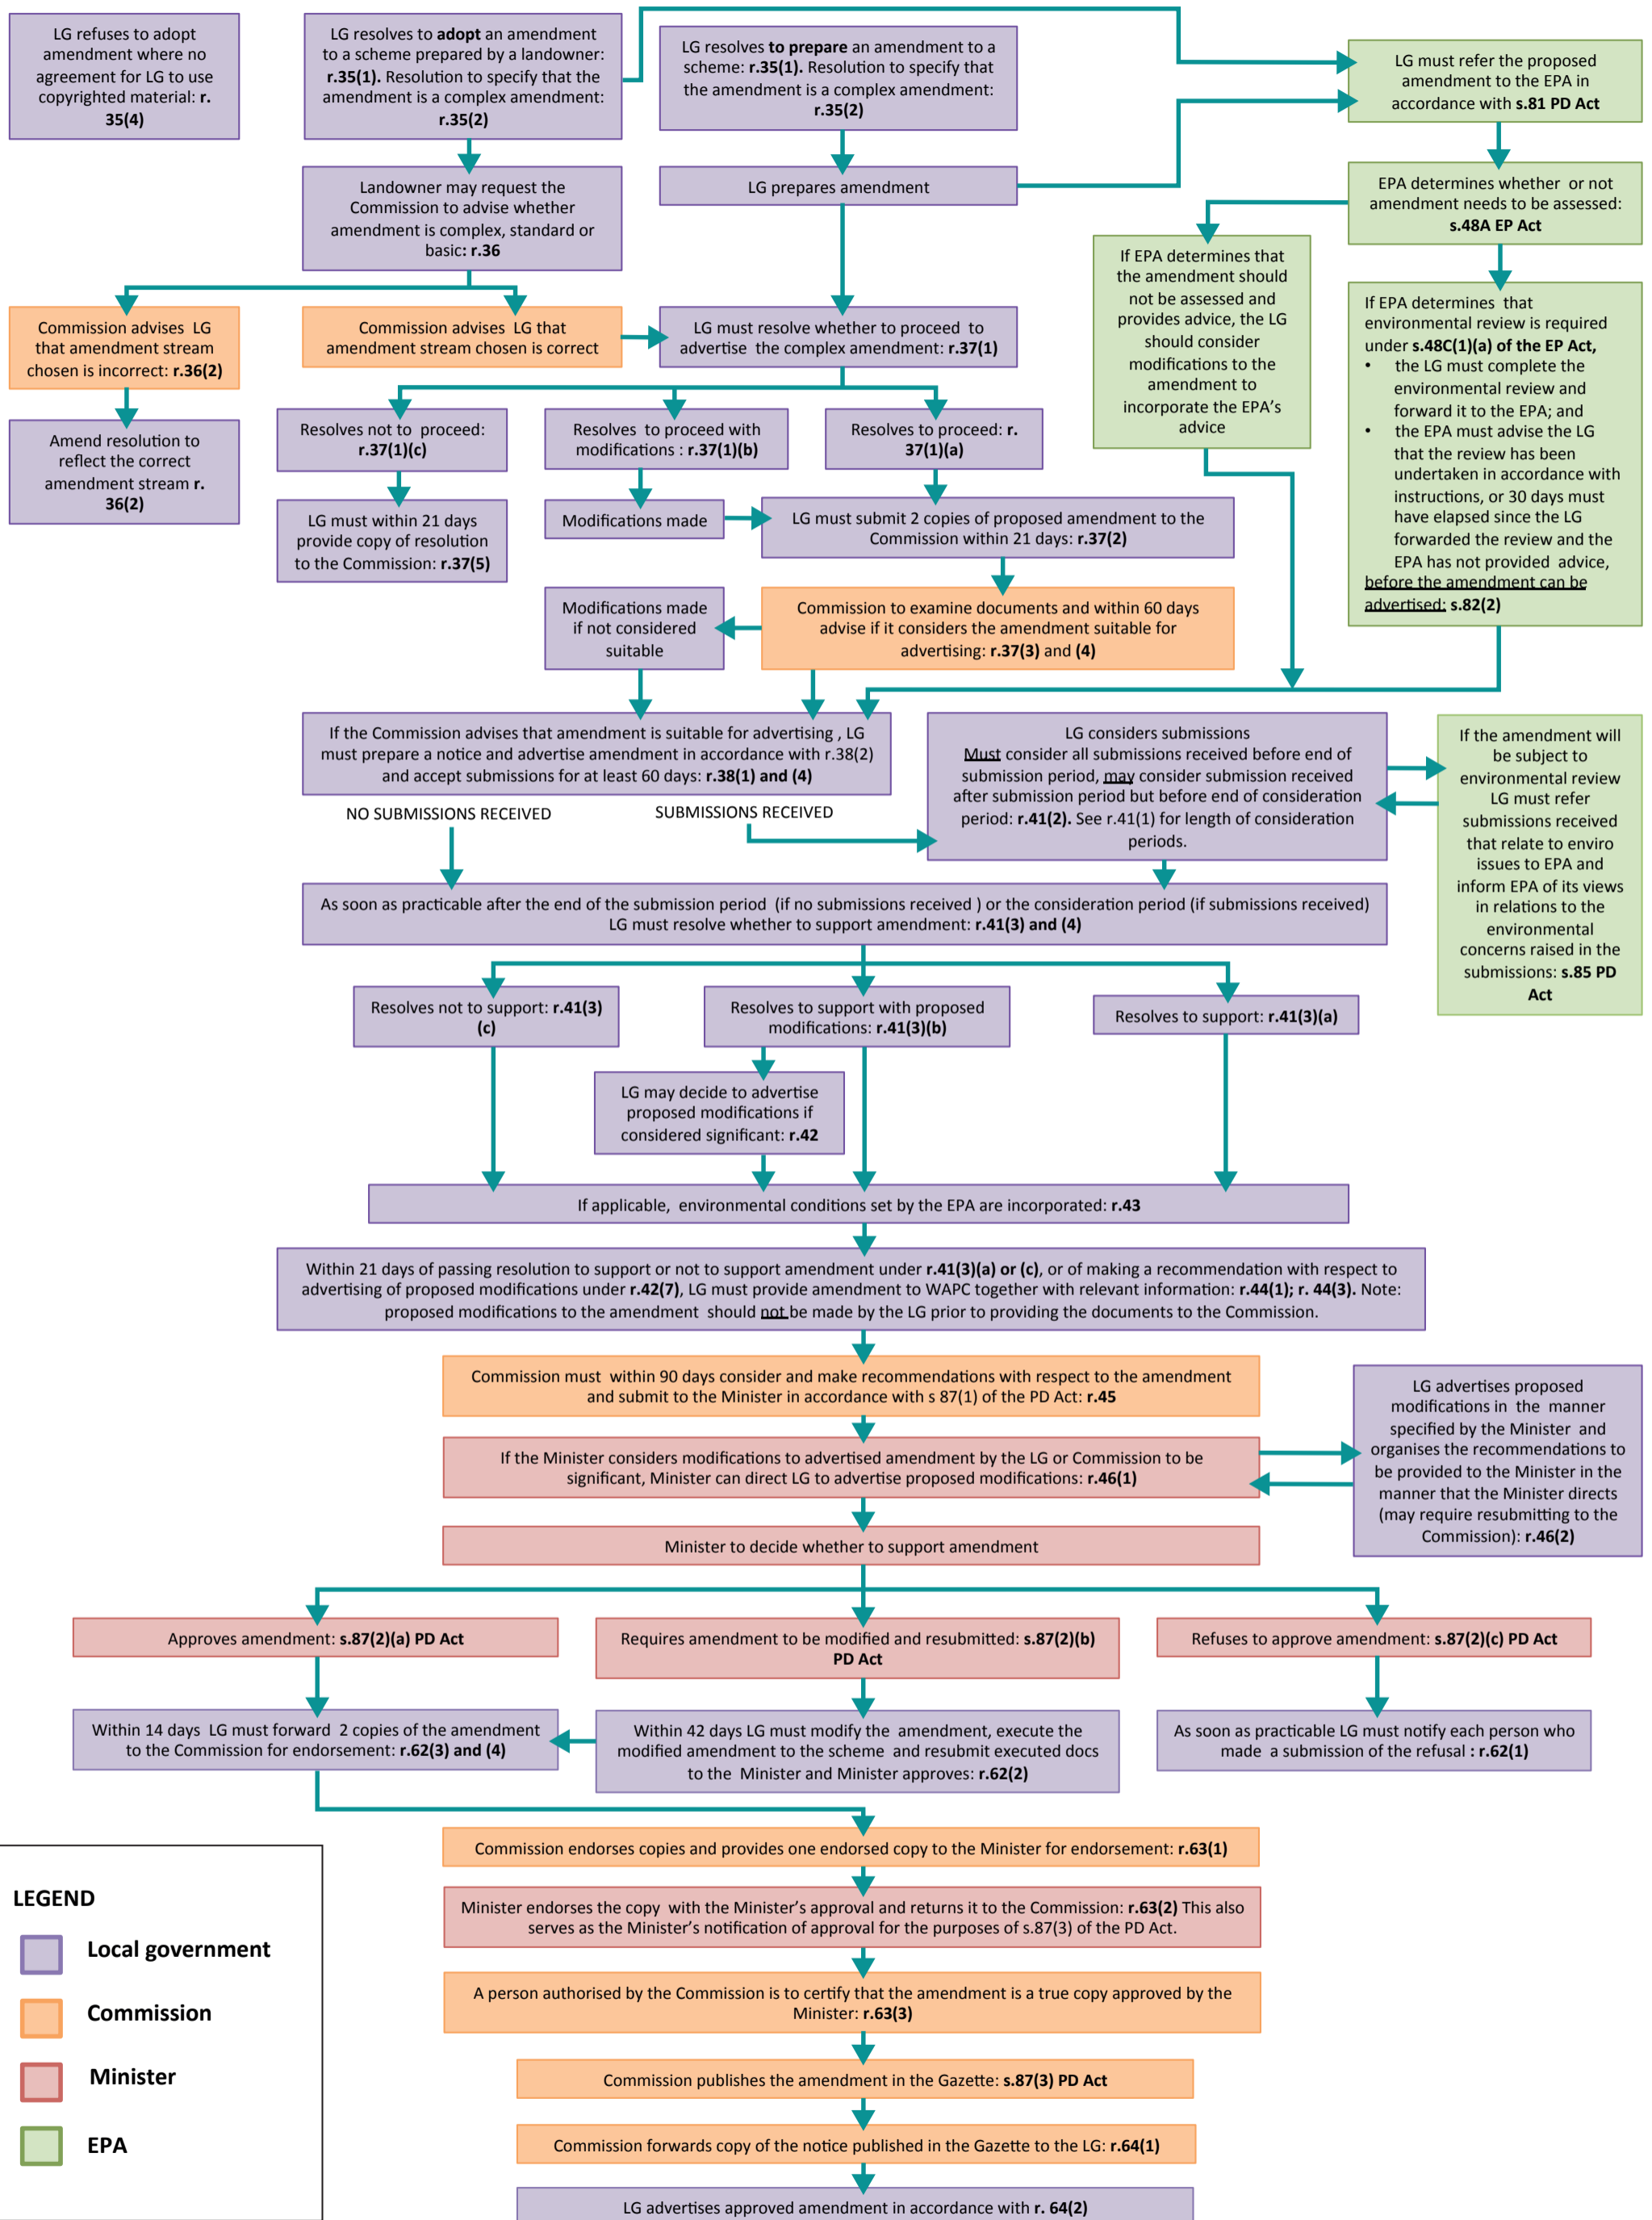 LG refuses to adopt
amendment where no
agreement for LG to use
copyrighted material: r.
35(4)
LG resolves to adopt an amendment
to a scheme prepared by a landowner:
r.35(1). Resolution to specify that the
amendment is a complex amendment:
r.35(2)
LG resolves to prepare an amendment to a
scheme: r.35(1). Resolution to specify that
the amendment is a complex amendment:
r.35(2)
LG must refer the proposed
amendment to the EPA in
accordance with s.81 PD Act
Landowner may request the
Commission to advise whether
amendment is complex, standard or
basic: r.36
LG prepares amendment
EPA determines whether or not
amendment needs to be assessed:
s.48A EP Act
If EPA determines that
the amendment should
not be assessed and
provides advice, the LG
should consider
modifications to the
amendment to
incorporate the EPA's
advice
If EPA determines that
environmental review is required
under s.48C(1)(a) of the EP Act,
• the LG must complete the
environmental review and
forward it to the EPA; and
• the EPA must advise the LG
that the review has been
undertaken in accordance with
instructions, or 30 days must
have elapsed since the LG
forwarded the review and the
EPA has not provided advice,
before the amendment can be
advertised: s.82(2)
Commission advises LG
that amendment stream
chosen is incorrect: r.36(2)
Commission advises LG that
amendment stream chosen is correct
LG must resolve whether to proceed to
advertise the complex amendment: r.37(1)
Amend resolution to
reflect the correct
amendment stream r.
36(2)
Resolves not to proceed:
r.37(1)(c)
Resolves to proceed with
modifications : r.37(1)(b)
Resolves to proceed: r.
37(1)(a)
LG must within 21 days
provide copy of resolution
to the Commission: r.37(5)
Modifications made
LG must submit 2 copies of proposed amendment to the
Commission within 21 days: r.37(2)
Modifications made
if not considered
suitable
Commission to examine documents and within 60 days
advise if it considers the amendment suitable for
advertising: r.37(3) and (4)
If the Commission advises that amendment is suitable for advertising , LG
must prepare a notice and advertise amendment in accordance with r.38(2)
and accept submissions for at least 60 days: r.38(1) and (4)
LG considers submissions
Must consider all submissions received before end of
submission period, may consider submission received
after submission period but before end of consideration
period: r.41(2). See r.41(1) for length of consideration
periods.
If the amendment will
be subject to
environmental review
LG must refer
submissions received
that relate to enviro
issues to EPA and
inform EPA of its views
in relations to the
environmental
concerns raised in the
submissions: s.85 PD
Act
NO SUBMISSIONS RECEIVED
SUBMISSIONS RECEIVED
As soon as practicable after the end of the submission period (if no submissions received ) or the consideration period (if submissions received)
LG must resolve whether to support amendment: r.41(3) and (4)
Resolves not to support: r.41(3)
(c)
Resolves to support with proposed
modifications: r.41(3)(b)
Resolves to support: r.41(3)(a)
LG may decide to advertise
proposed modifications if
considered significant: r.42
If applicable, environmental conditions set by the EPA are incorporated: r.43
Within 21 days of passing resolution to support or not to support amendment under r.41(3)(a) or (c), or of making a recommendation with respect to
advertising of proposed modifications under r.42(7), LG must provide amendment to WAPC together with relevant information: r.44(1); r. 44(3). Note:
proposed modifications to the amendment should not be made by the LG prior to providing the documents to the Commission.
Commission must within 90 days consider and make recommendations with respect to the amendment
and submit to the Minister in accordance with s 87(1) of the PD Act: r.45
If the Minister considers modifications to advertised amendment by the LG or Commission to be
significant, Minister can direct LG to advertise proposed modifications: r.46(1)
LG advertises proposed
modifications in the manner
specified by the Minister and
organises the recommendations to
be provided to the Minister in the
manner that the Minister directs
(may require resubmitting to the
Commission): r.46(2)
Minister to decide whether to support amendment
Approves amendment: s.87(2)(a) PD Act
Requires amendment to be modified and resubmitted: s.87(2)(b)
PD Act
Refuses to approve amendment: s.87(2)(c) PD Act
Within 14 days LG must forward 2 copies of the amendment
to the Commission for endorsement: r.62(3) and (4)
Within 42 days LG must modify the amendment, execute the
modified amendment to the scheme and resubmit executed docs
to the Minister and Minister approves: r.62(2)
As soon as practicable LG must notify each person who
made a submission of the refusal : r.62(1)
Commission endorses copies and provides one endorsed copy to the Minister for endorsement: r.63(1)
Minister endorses the copy with the Minister's approval and returns it to the Commission: r.63(2) This also
serves as the Minister's notification of approval for the purposes of s.87(3) of the PD Act.
A person authorised by the Commission is to certify that the amendment is a true copy approved by the
Minister: r.63(3)
Commission publishes the amendment in the Gazette: s.87(3) PD Act
Commission forwards copy of the notice published in the Gazette to the LG: r.64(1)
LG advertises approved amendment in accordance with r. 64(2)
LEGEND
Local government
Commission
Minister
EPA